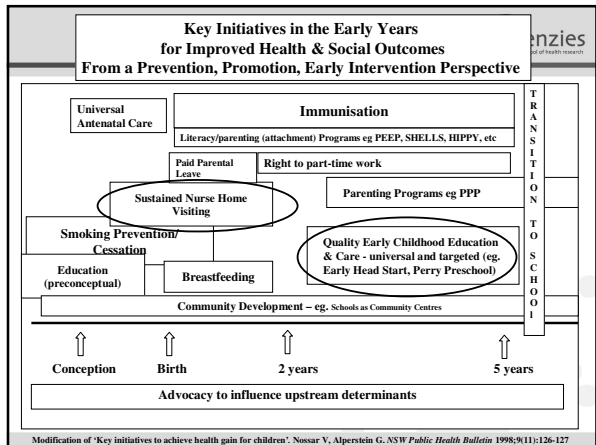 Key Initiatives in the Early Years
for Improved Health & Social Outcomes
From a Prevention, Promotion, Early Intervention Perspective
enzies
ol of health research
Universal
Antenatal Care
Immunisation
Literacy/parenting (attachment) Programs eg PEEP, SHELLS, HIPPY, etc
Paid Parental
Leave
Right to part-time work
Sustained Nurse Home
Visiting
Parenting Programs eg PPP
Smoking Prevention/
Cessation
Quality Early Childhood Education
& Care - universal and targeted (eg.
Early Head Start, Perry Preschool)
Education
(preconceptual)
Breastfeeding
Community Development – eg. Schools as Community Centres
T
R
A
N
S
I
T
I
O
N
T
O
S
C
H
O
O
l
Conception
Birth
2 years
5 years
Advocacy to influence upstream determinants
Modification of ‘Key initiatives to achieve health gain for children’. Nossar V, Alperstein G. NSW Public Health Bulletin 1998;9(11):126-127